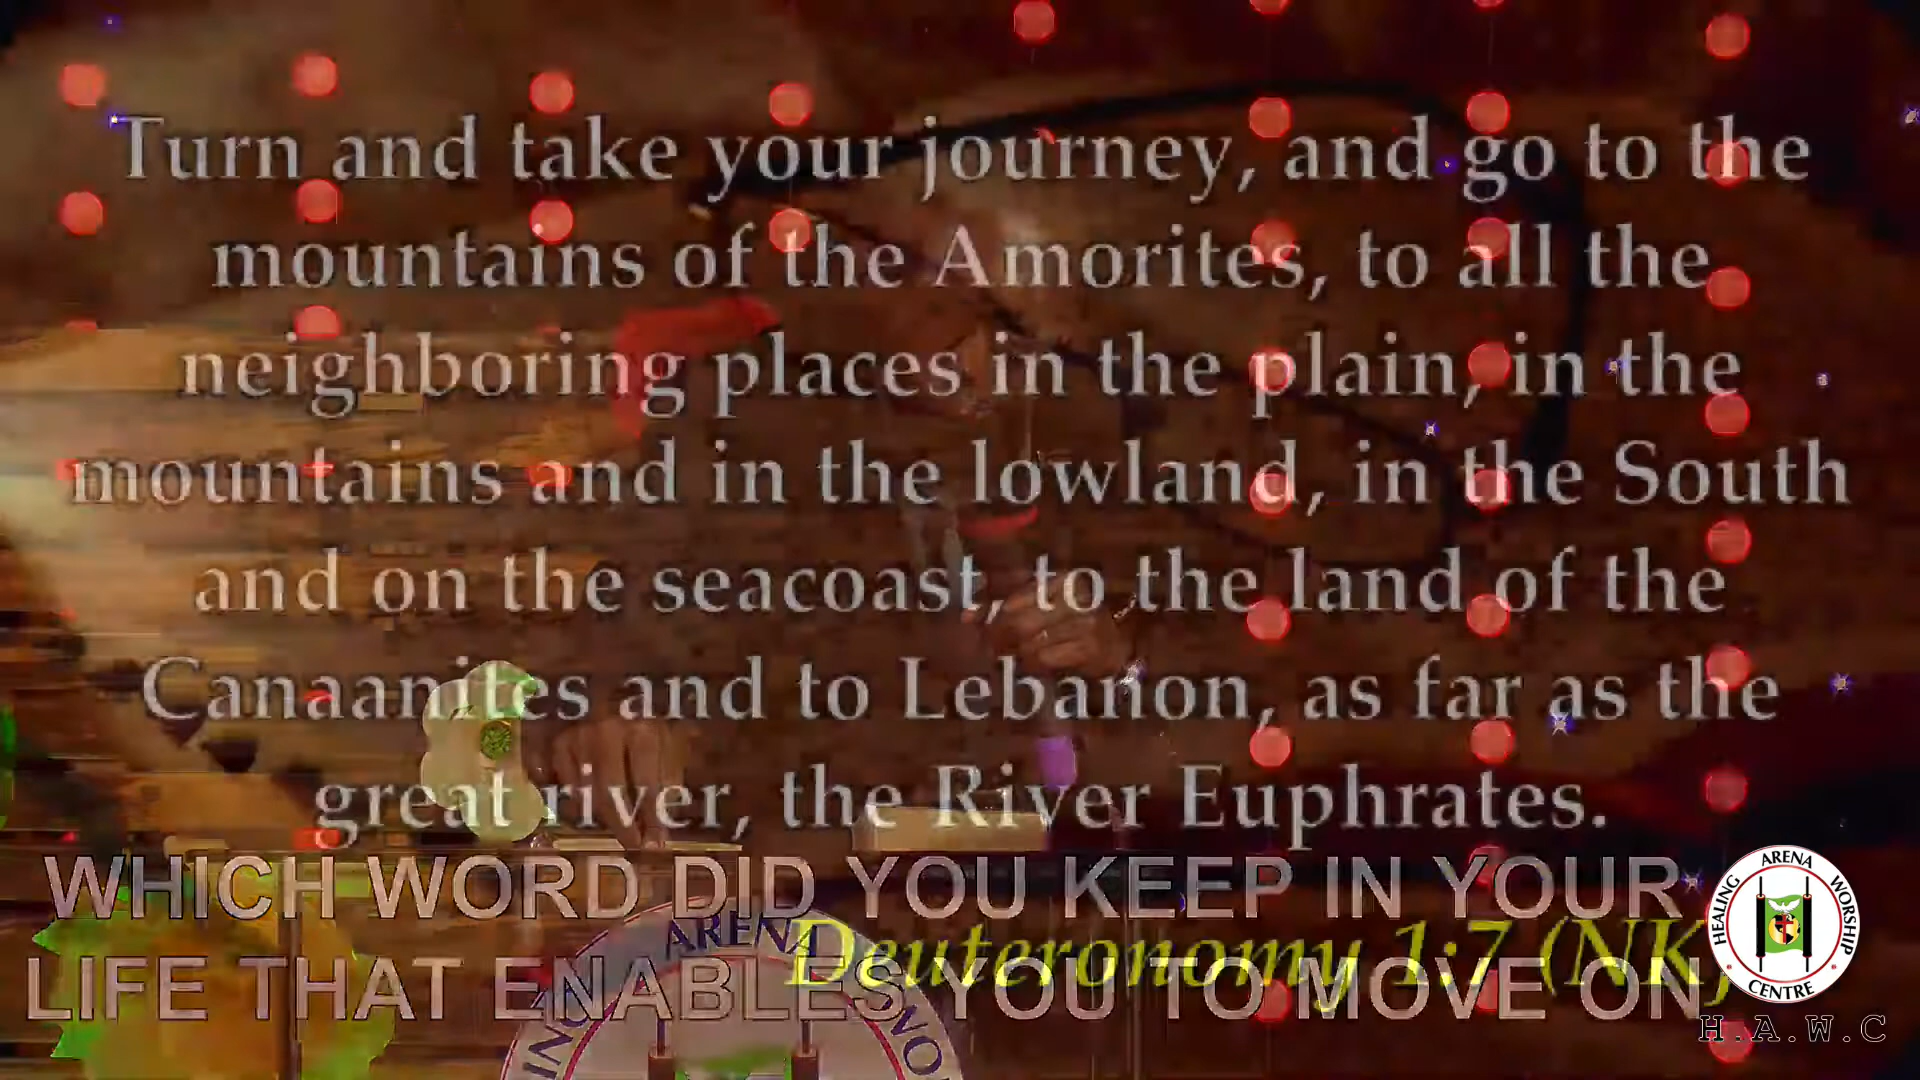 Turn and take your journey, and go to the
mountains of the Amorites, to all the
neighboring places in the plain, in the
mountains and in the lowland, in the South
and on the seacoast, to the land of the
Canaanites and to Lebanon, as far as the
great river, the River Euphrates.
WHICH WORD DID YOU KEEP IN YOUR
LIFE THAT ENABLES YOU TO MOVE ON
Deuteronomy 1:7 (NKJ
HEALING ARENA WORSHIP
CENTRE
H.A.W.C
ARENA